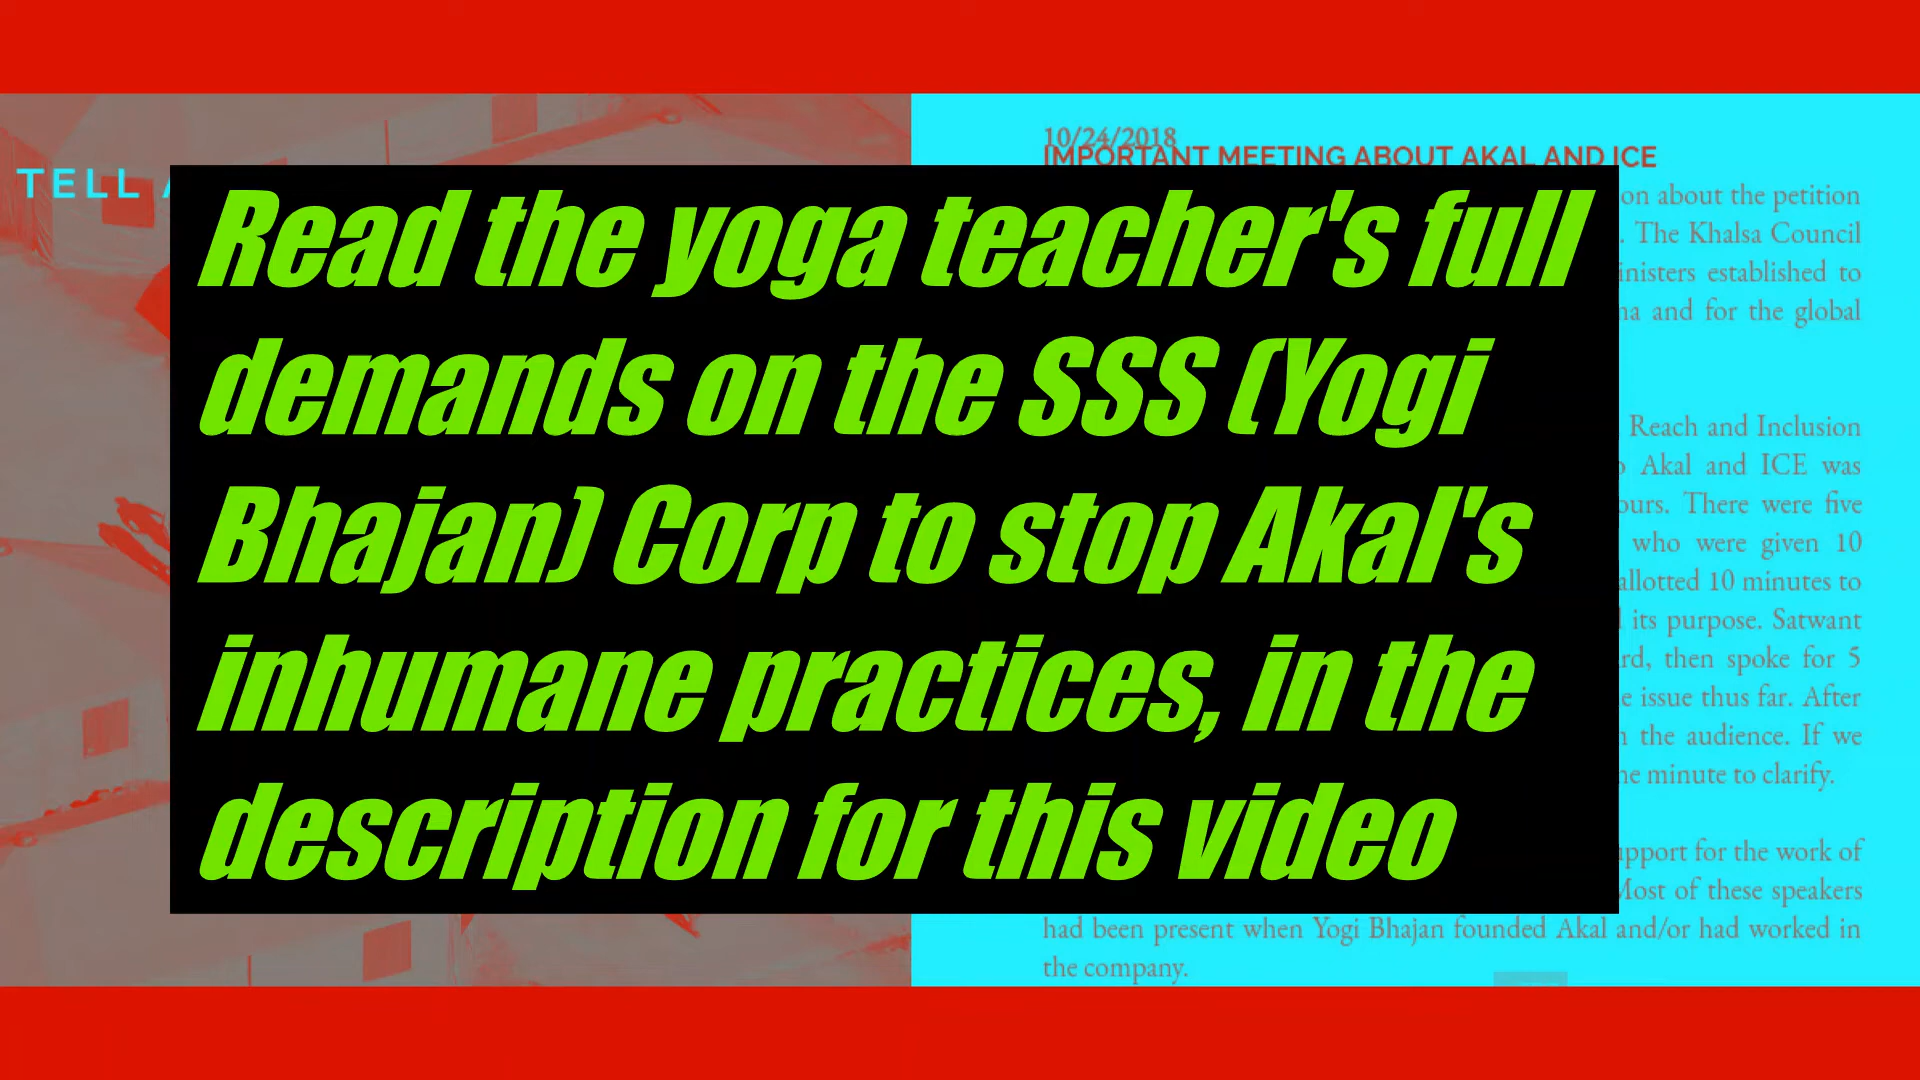 TELL
10/24/2018
IMPORTANT MEETING ABOUT AKAL AND ICE
on about the petition
. The Khalsa Council
inisters established to
and for the global
Reach and Inclusion
Akal and ICE was
ours. There were five
who were given 10
allotted 10 minutes to
its purpose. Satwant
rd, then spoke for 5
issue thus far. After
the audience. If we
minute to clarify.
upport for the work of
Most of these speakers
had been present when Yogi Bhajan founded Akal and/or had worked in
the company.
Read the yoga teacher's full
demands on the SSS (Yogi
Bhajan) Corp to stop Akal's
inhumane practices, in the
description for this video